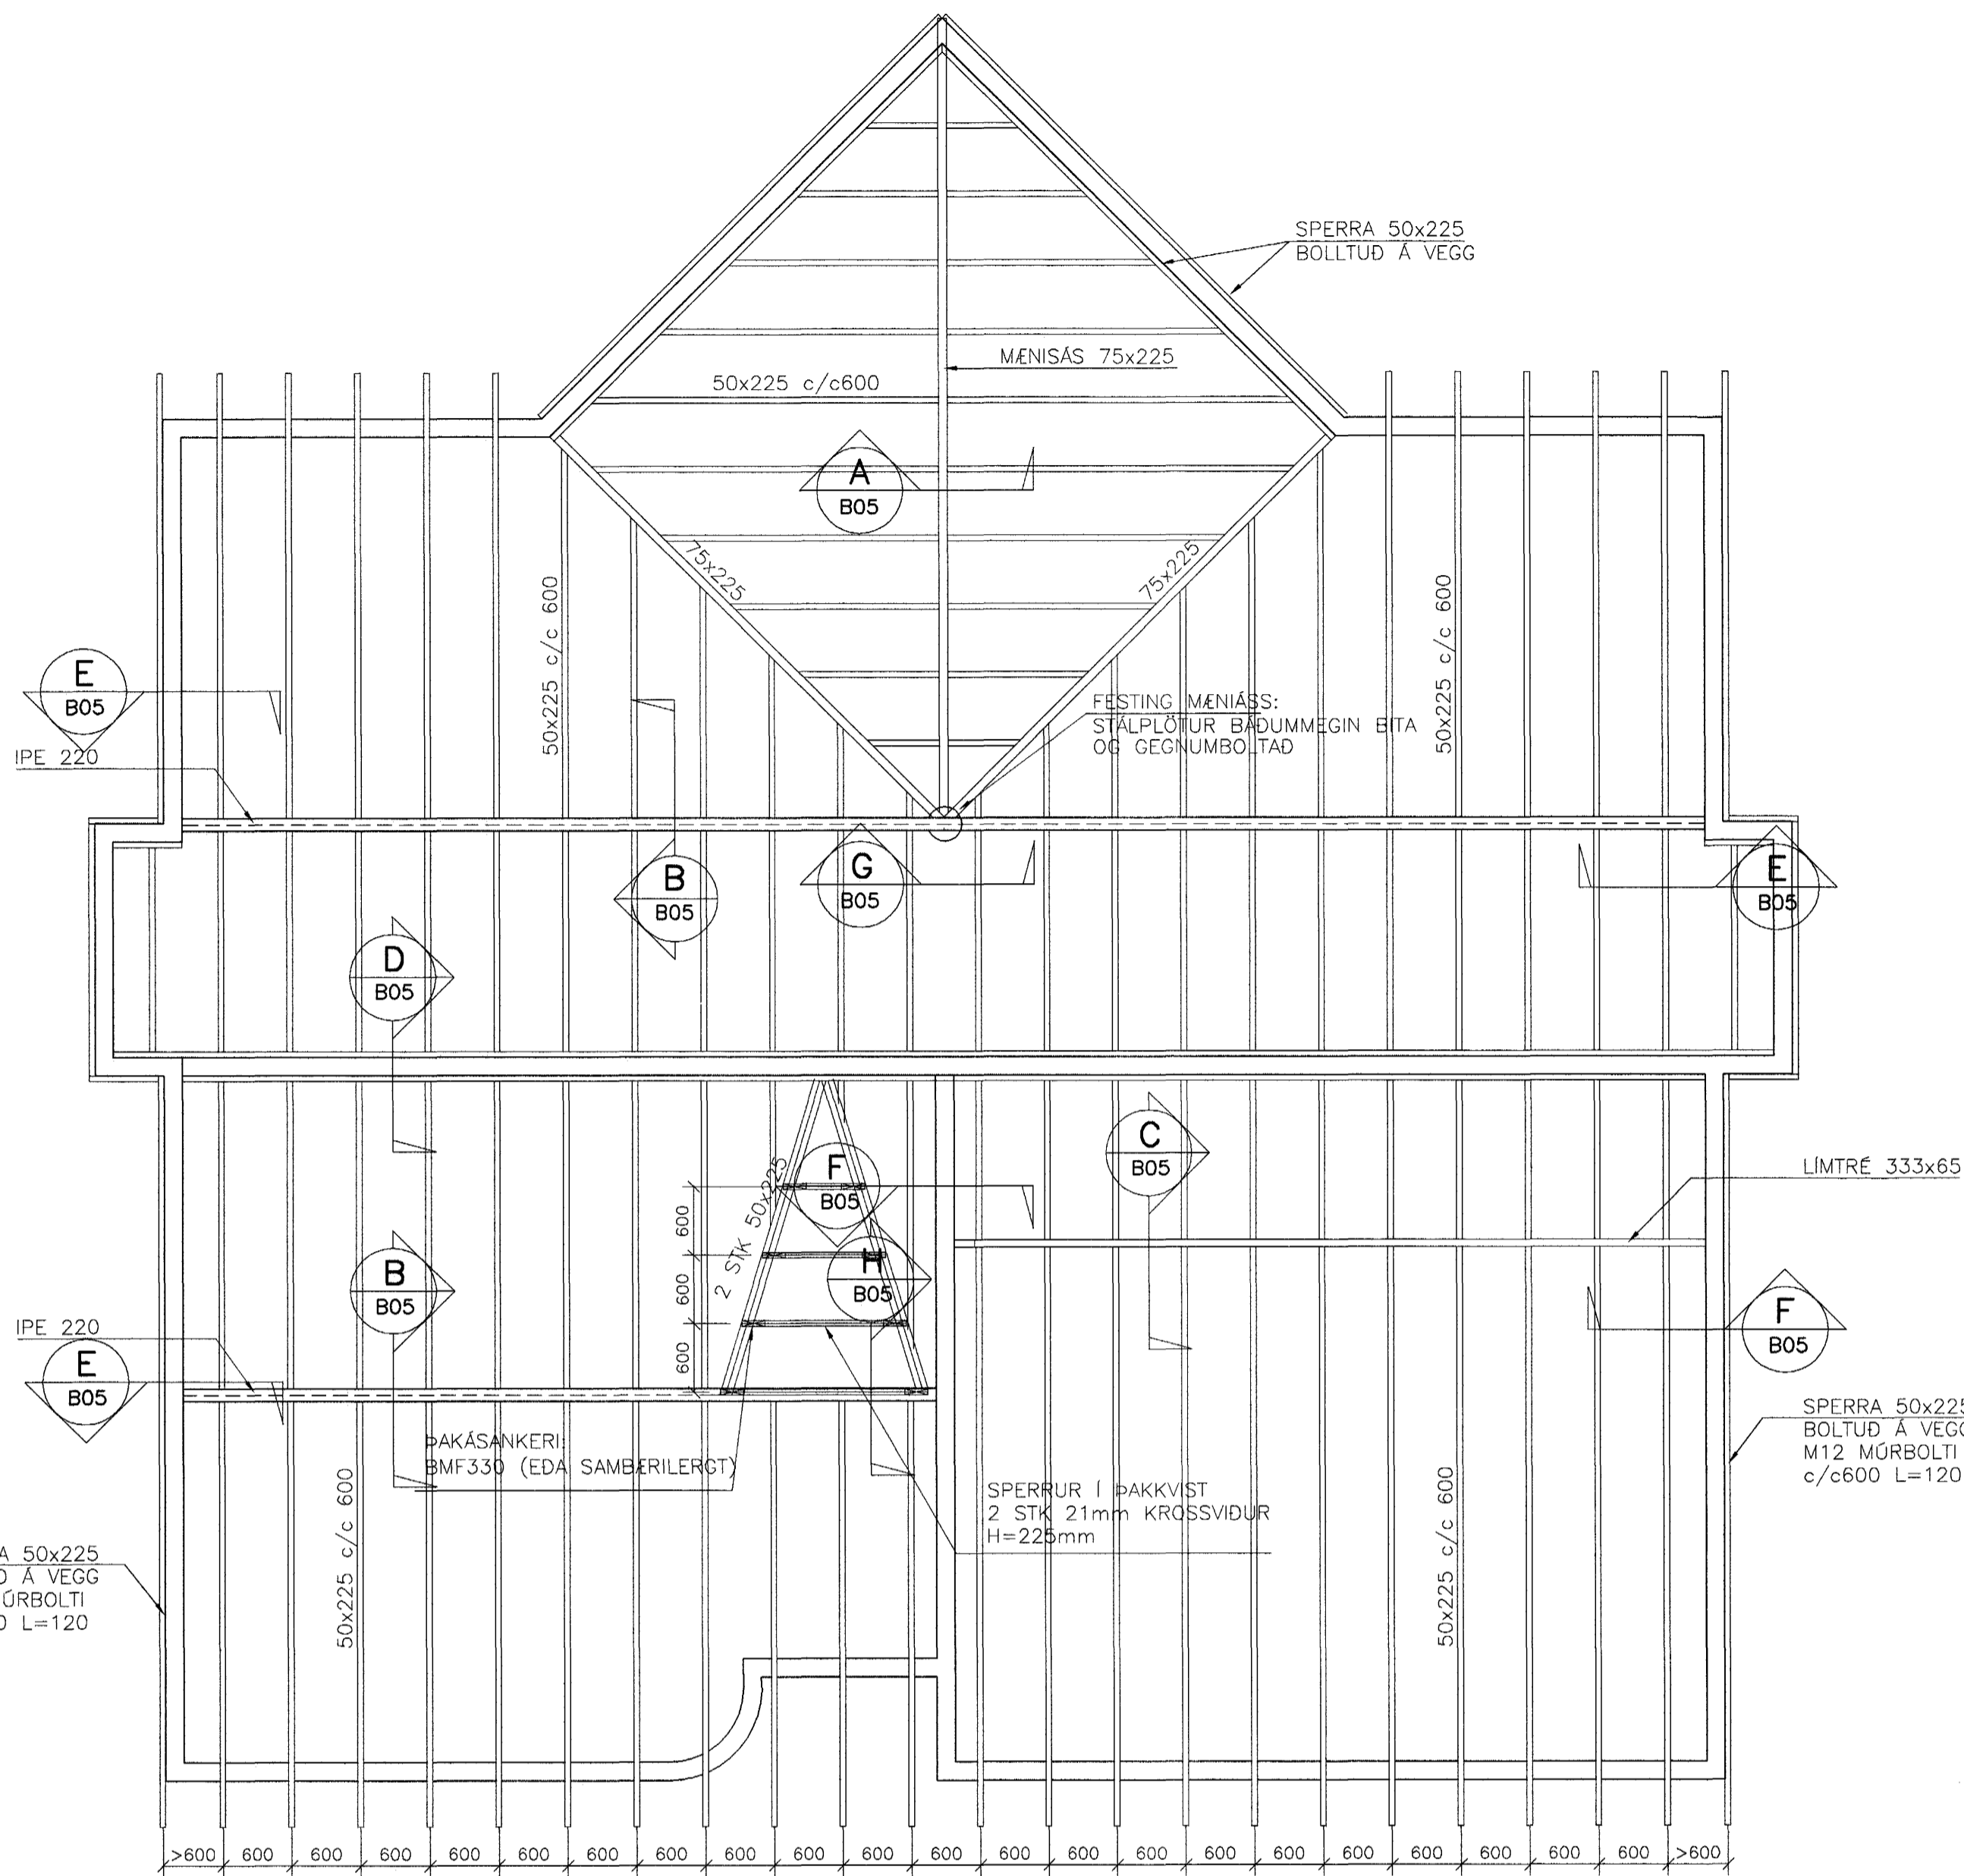 SPERRA 50x225
BOLLTUÐ Á VEGG
MÆNISÁS 75x225
50x225 c/c600
A
B05
75x225
75x225
50x225 c/c 600
50x225 c/c 600
E
B05
FESTING MÆNIÁSS:
STÁLPLÖTUR BÁÐUMMEGIN BITA
OG GEGNUMBOLTAÐ
IPE 220
B
B05
G
B05
E
B05
D
B05
C
B05
F
B05
LÍMTRÉ 333x65
2 STK 50x225
600
600
600
H
B05
B
B05
IPE 220
E
B05
F
B05
SPERRA 50x225
BOLTUÐ Á VEGG
M12 MÚRBOLTI
c/c600 L=120
ÞAKÁSANKERI:
BMF330 (EÐA SAMBÆRILERGT)
SPERRUR Í ÞAKKVIST
2 STK 21mm KROSSVIÐUR
H=225mm
50x225 c/c 600
50x225 c/c 600
A 50x225
Ð Á VEGG
ÚRBOLTI
0 L=120
>600 600 600 600 600 600 600 600 600 600 600 600 600 600 600 600 600 600 600 600 600 600 >600